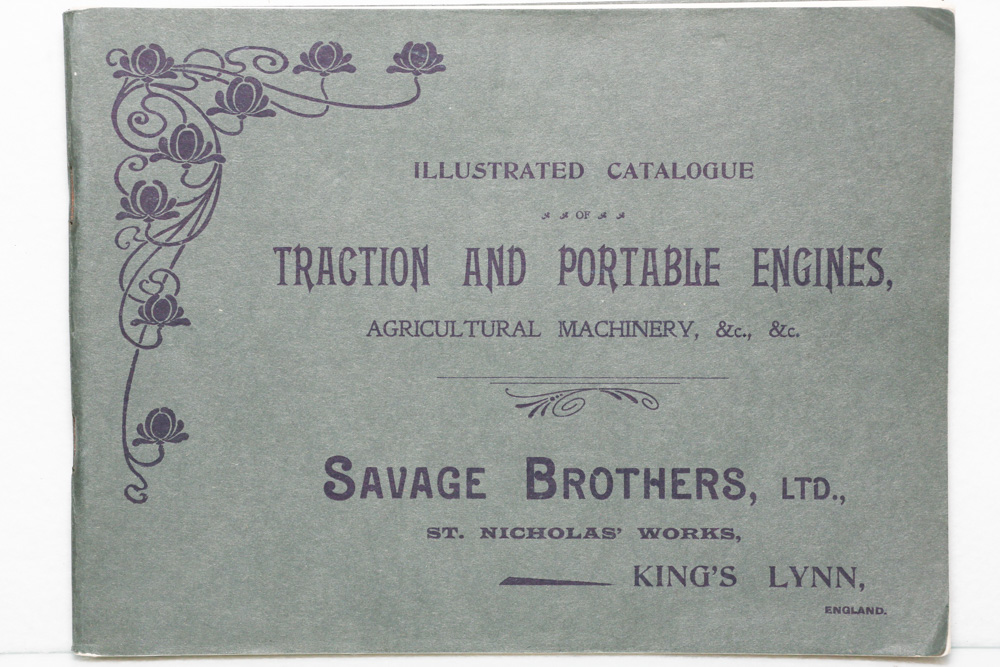 ILLUSTRATED CATALOGUE
OF
TRACTION AND PORTABLE ENGINES,
AGRICULTURAL MACHINERY, &c., &c.
SAVAGE BROTHERS, LTD.,
ST. NICHOLAS' WORKS,
KING'S LYNN,
ENGLAND.